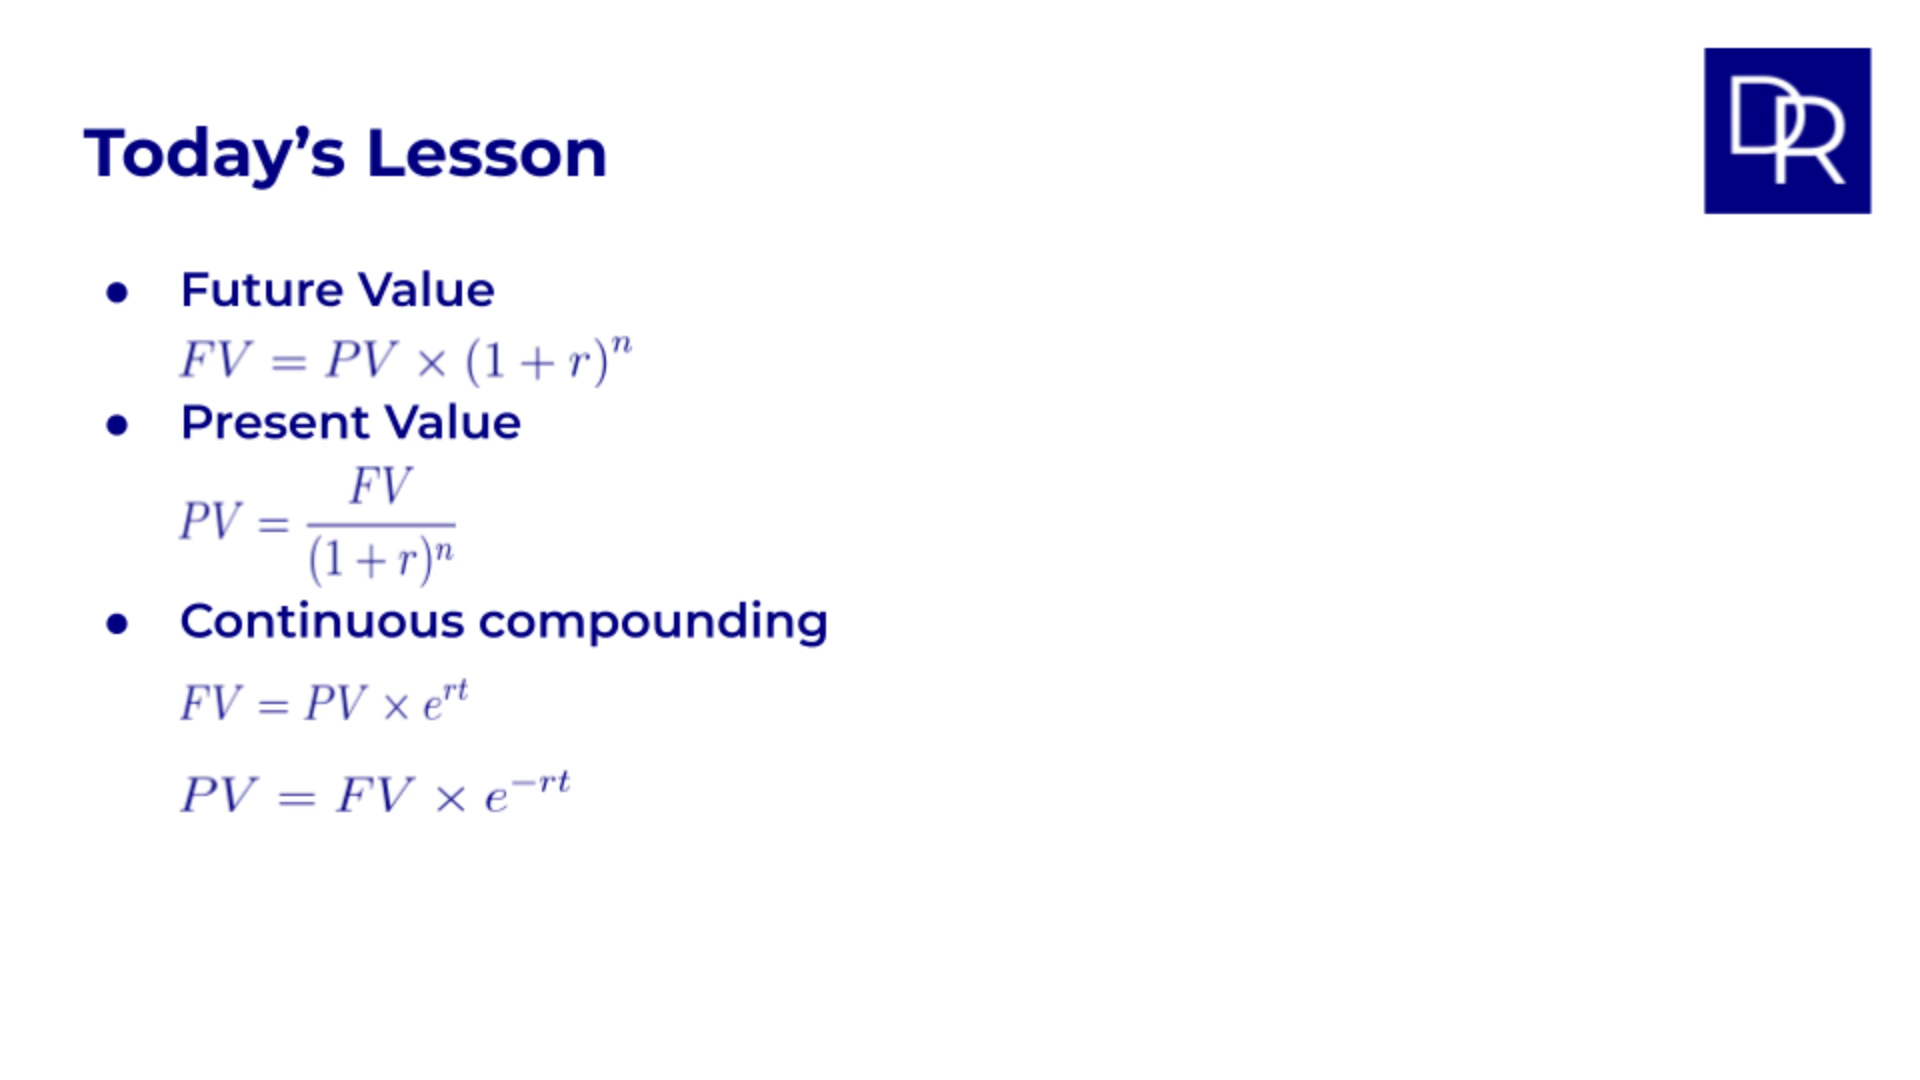 DR
Today’s Lesson
● Future Value
FV = PV × (1 + r)^n
● Present Value
PV = FV / (1 + r)^n
● Continuous compounding
FV = PV × e^{rt}
PV = FV × e^{-rt}